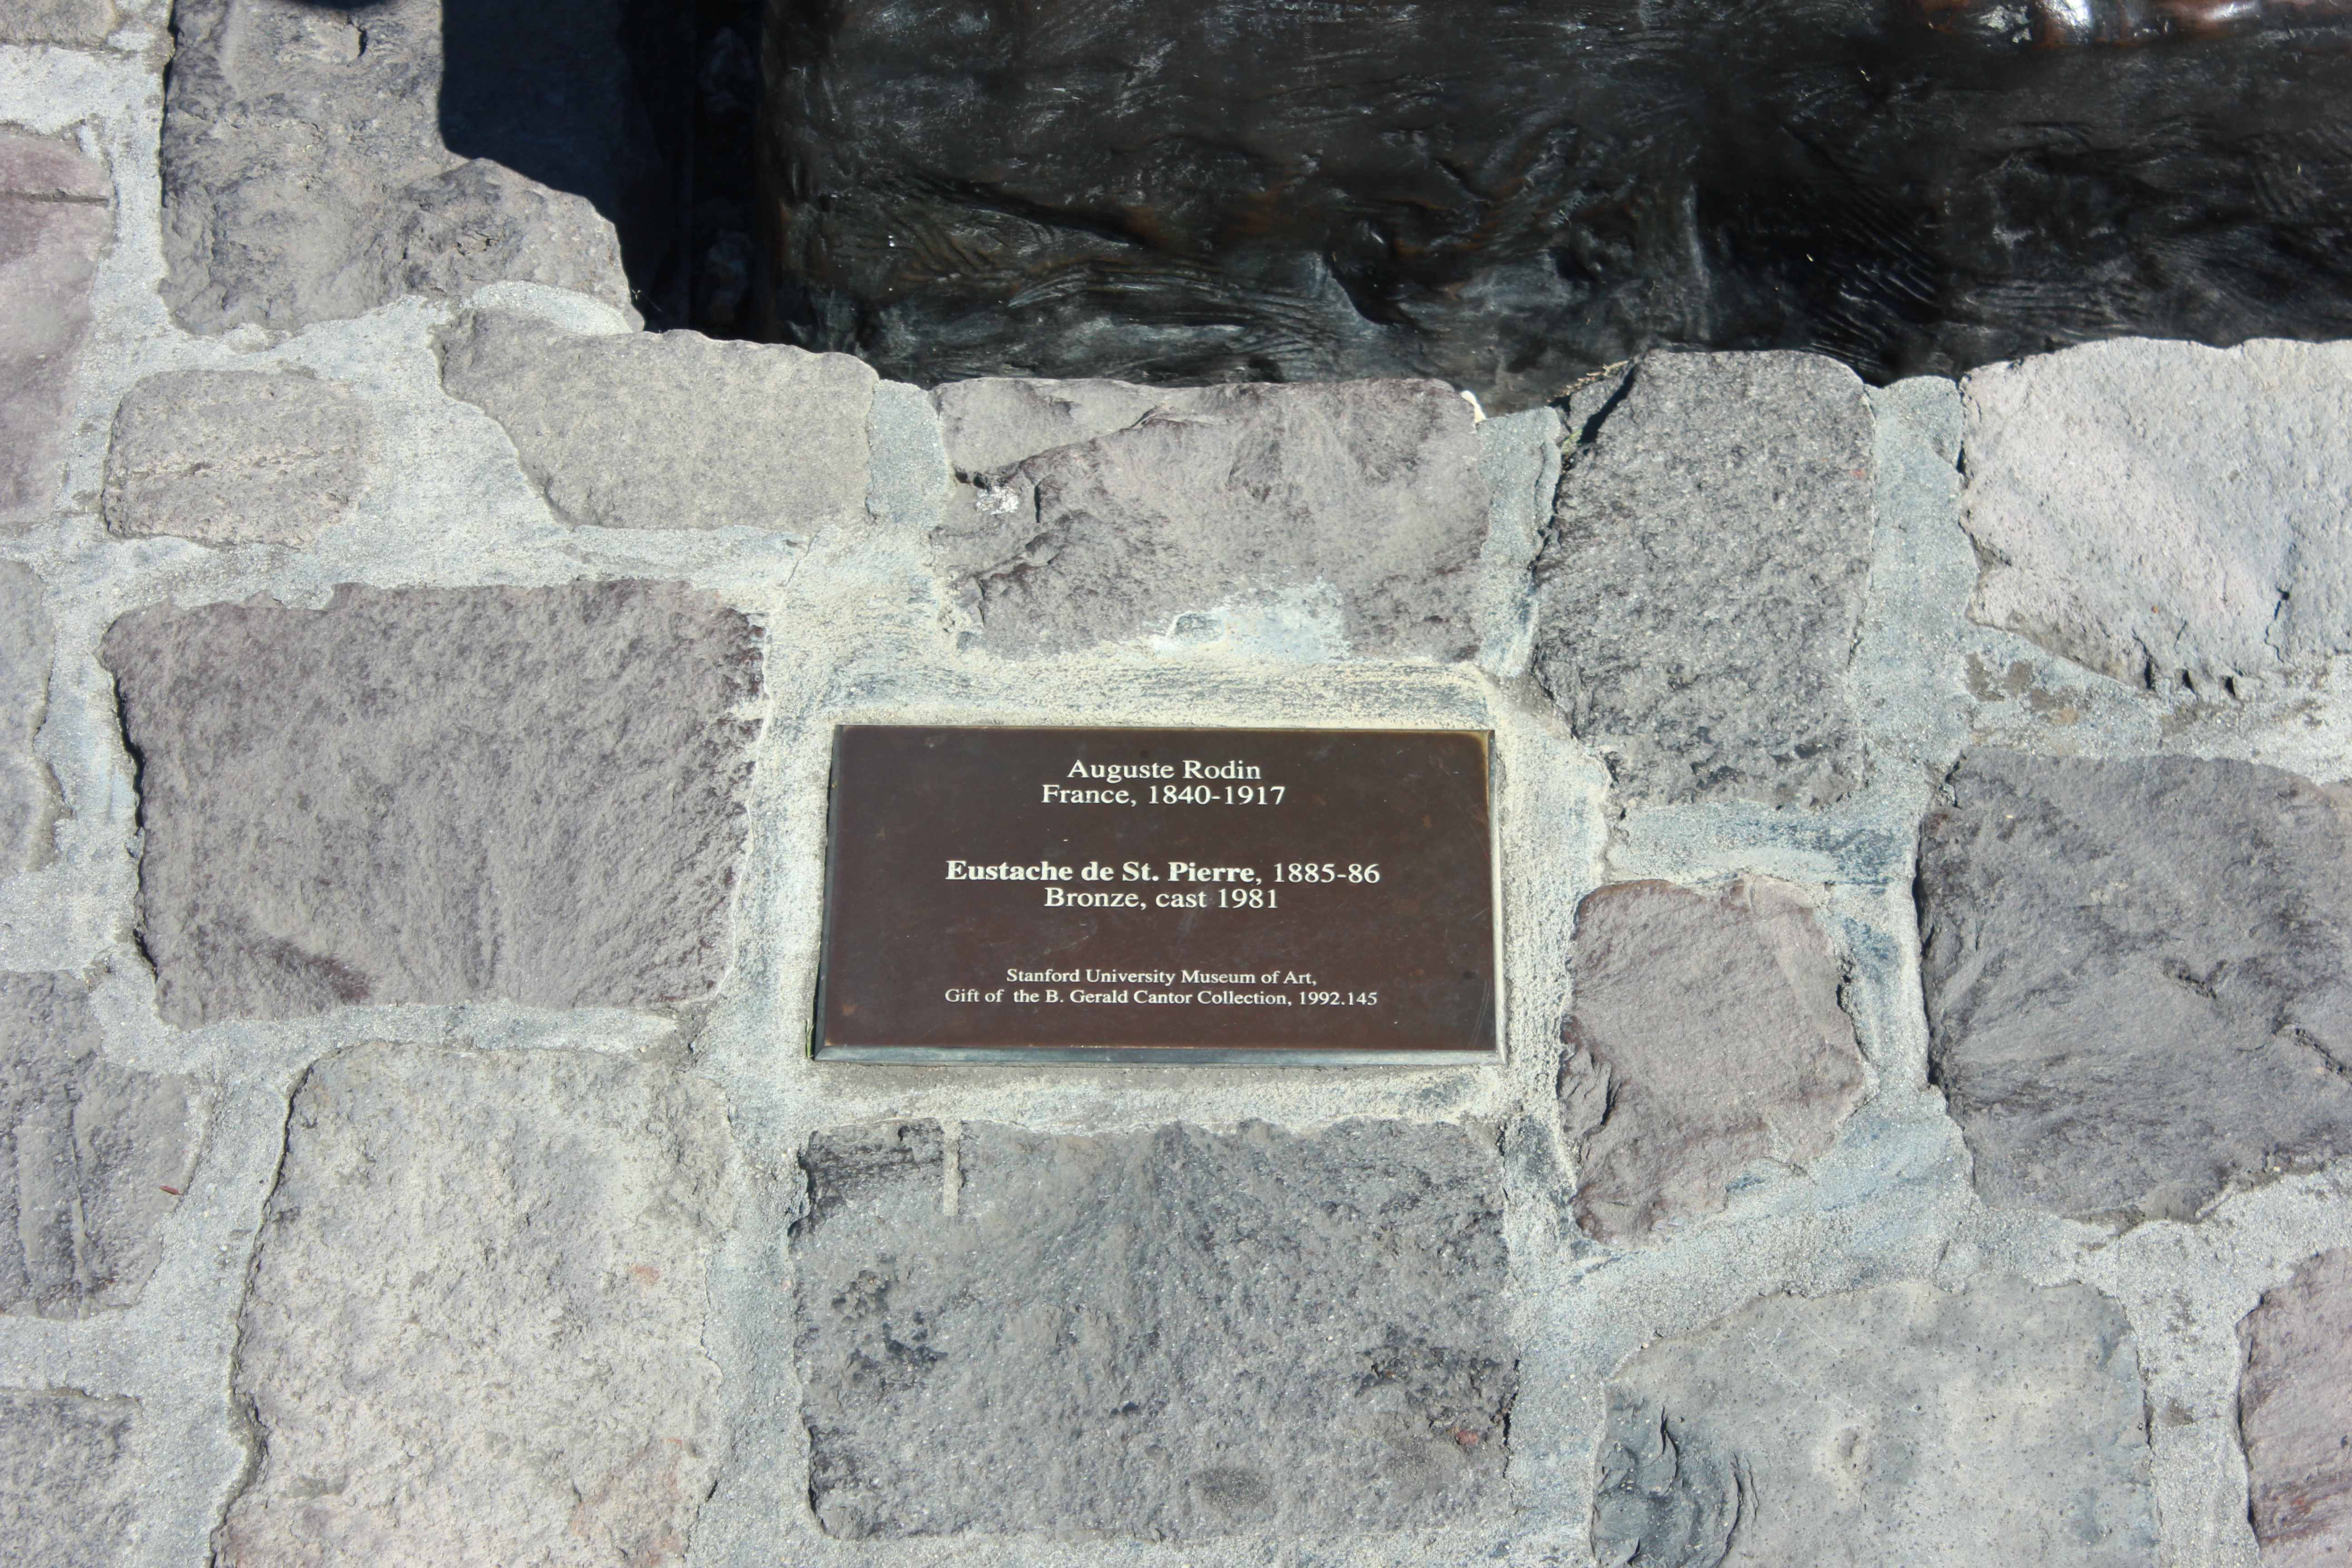 Auguste Rodin
France, 1840-1917
Eustache de St. Pierre, 1885-86
Bronze, cast 1981
Stanford University Museum of Art,
Gift of the B. Gerald Cantor Collection, 1992.145